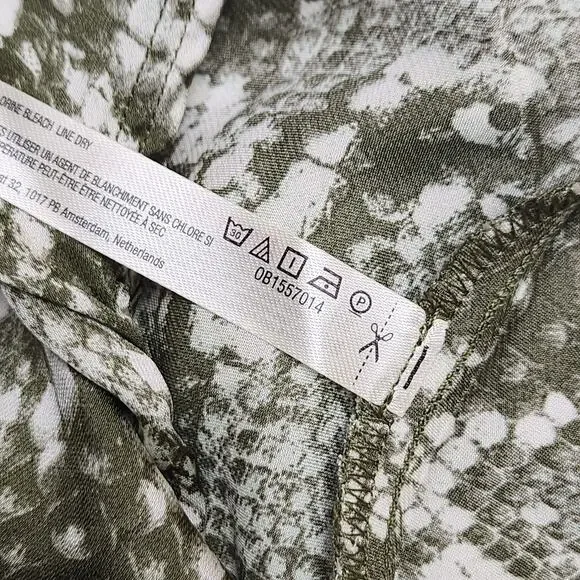 ORINE BLEACH LINE DRY
UTILISER UN AGENT DE BLANCHIMENT SANS CHLORE SI
PÉRATURE PEUT-ÊTRE ÊTRE NETTOYÉE À SEC
32, 1017 PB Amsterdam, Netherlands
30
P
0B1557014